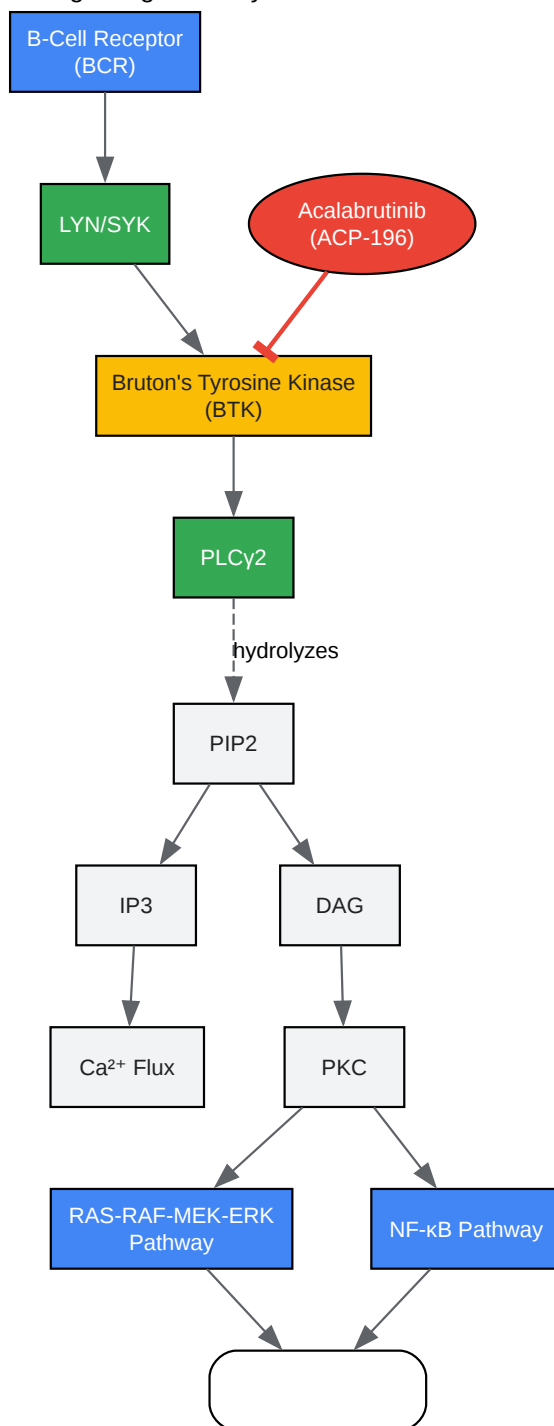 B-Cell Receptor
(BCR)
LYN/SYK
Acalabrutinib
(ACP-196)
Bruton's Tyrosine Kinase
(BTK)
PLCγ2
hydrolyzes
PIP2
IP3
DAG
Ca²⁺ Flux
PKC
RAS-RAF-MEK-ERK
Pathway
NF-κB Pathway